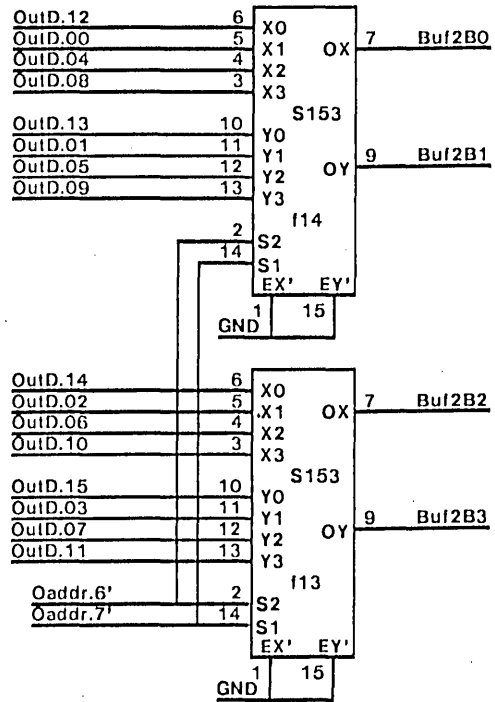 OutD.12 6 X0
OutD.00 5 X1 OX 7 Buf2B0
OutD.04 4 X2
OutD.08 3 X3
S153
OutD.13 10 Y0
OutD.01 11 Y1
OutD.05 12 Y2 OY 9 Buf2B1
OutD.09 13 Y3
f14
2 S2
14 S1
EX' EY'
1 15
GND
OutD.14 6 X0
OutD.02 5 X1 OX 7 Buf2B2
OutD.06 4 X2
OutD.10 3 X3
S153
OutD.15 10 Y0
OutD.03 11 Y1
OutD.07 12 Y2 OY 9 Buf2B3
OutD.11 13 Y3
f13
Oaddr.6' 2 S2
Oaddr.7' 14 S1
EX' EY'
1 15
GND